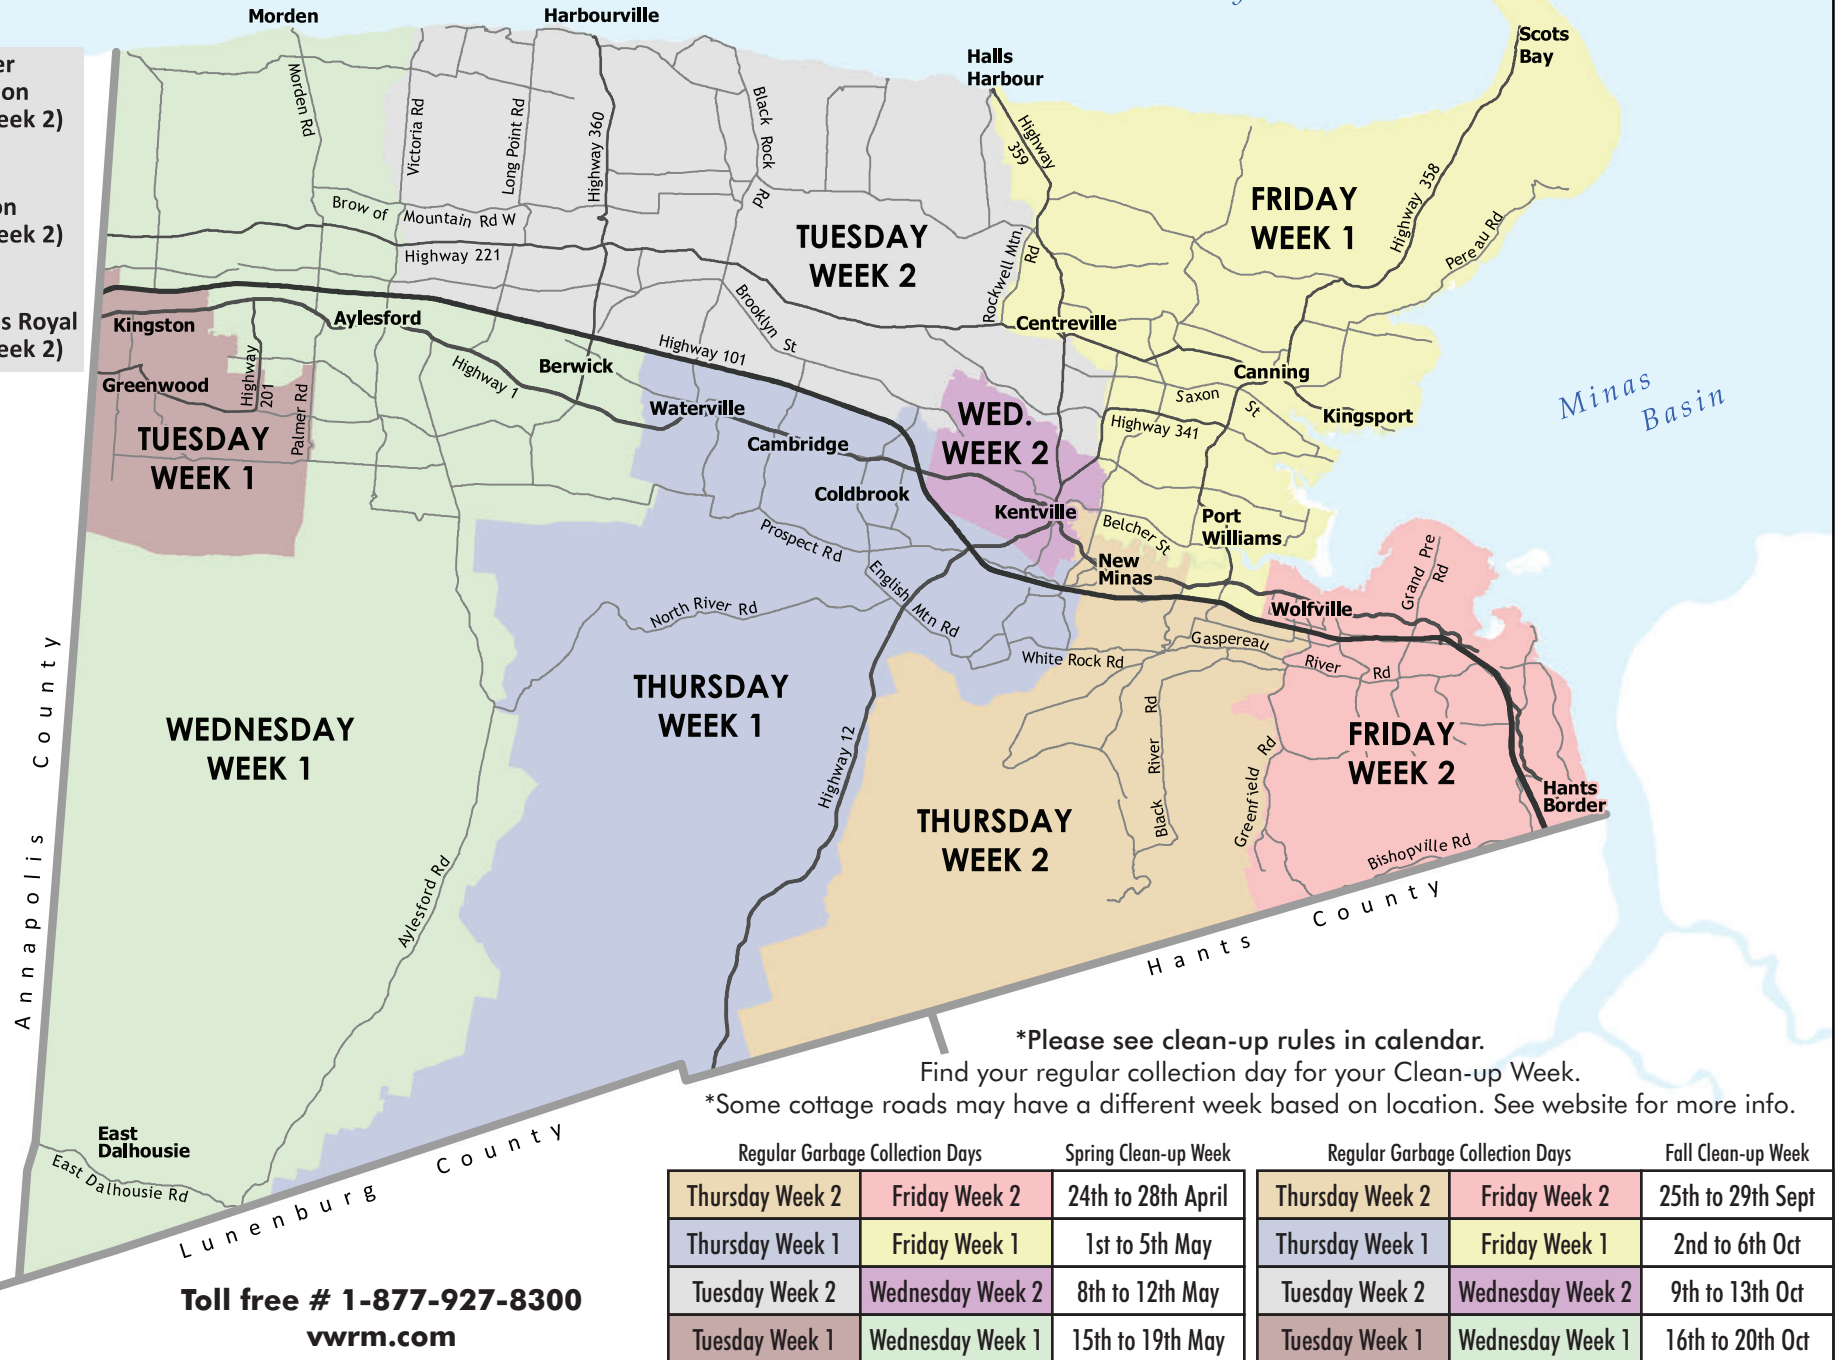 Morden
Harbourville
Halls
Harbour
Scots
Bay
er
on
eek 2)
on
eek 2)
s Royal
eek 2)
Morden Rd
Victoria Rd
Long Point Rd
Highway 360
Black Rock
Rd
Highway
359
Highway 358
Pereau Rd
FRIDAY
WEEK 1
Brow of Mountain Rd W
Highway 221
TUESDAY
WEEK 2
Rockwell Mtn.
Rd
Brooklyn St
Kingston
Aylesford
Centreville
Highway 101
Berwick
Highway 1
Highway
201
Greenwood
Palmer Rd
Canning
Saxon St
Kingsport
Minas
Basin
Waterville
WED.
WEEK 2
Highway 341
TUESDAY
WEEK 1
Cambridge
Coldbrook
Kentville
Belcher St
Port
Williams
Prospect Rd
New
Minas
English Mtn Rd
North River Rd
Wolfville
Grand Pre
Rd
Gaspereau
River Rd
White Rock Rd
Annapolis County
WEDNESDAY
WEEK 1
THURSDAY
WEEK 1
Highway 12
Black River Rd
Greenfield Rd
FRIDAY
WEEK 2
Hants
Border
THURSDAY
WEEK 2
Bishopville Rd
Aylesford Rd
Hants County
East
Dalhousie
East Dalhousie Rd
Lunenburg County
*Please see clean-up rules in calendar.
Find your regular collection day for your Clean-up Week.
*Some cottage roads may have a different week based on location. See website for more info.
Regular Garbage Collection Days Spring Clean-up Week Regular Garbage Collection Days Fall Clean-up Week
Thursday Week 2 Friday Week 2 24th to 28th April Thursday Week 2 Friday Week 2 25th to 29th Sept
Thursday Week 1 Friday Week 1 1st to 5th May Thursday Week 1 Friday Week 1 2nd to 6th Oct
Tuesday Week 2 Wednesday Week 2 8th to 12th May Tuesday Week 2 Wednesday Week 2 9th to 13th Oct
Tuesday Week 1 Wednesday Week 1 15th to 19th May Tuesday Week 1 Wednesday Week 1 16th to 20th Oct
Toll free # 1-877-927-8300
vwrm.com